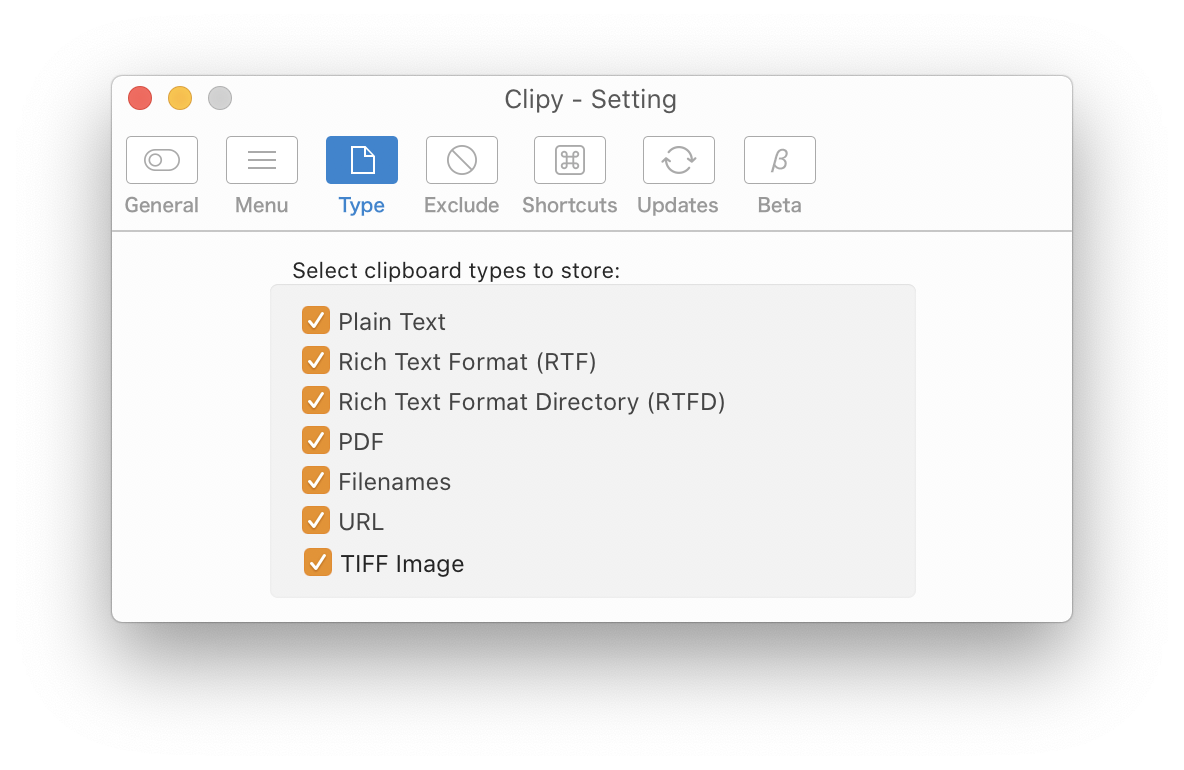 Clipy - Setting
General Menu Type Exclude Shortcuts Updates β Beta
Select clipboard types to store:
Plain Text
Rich Text Format (RTF)
Rich Text Format Directory (RTFD)
PDF
Filenames
URL
TIFF Image